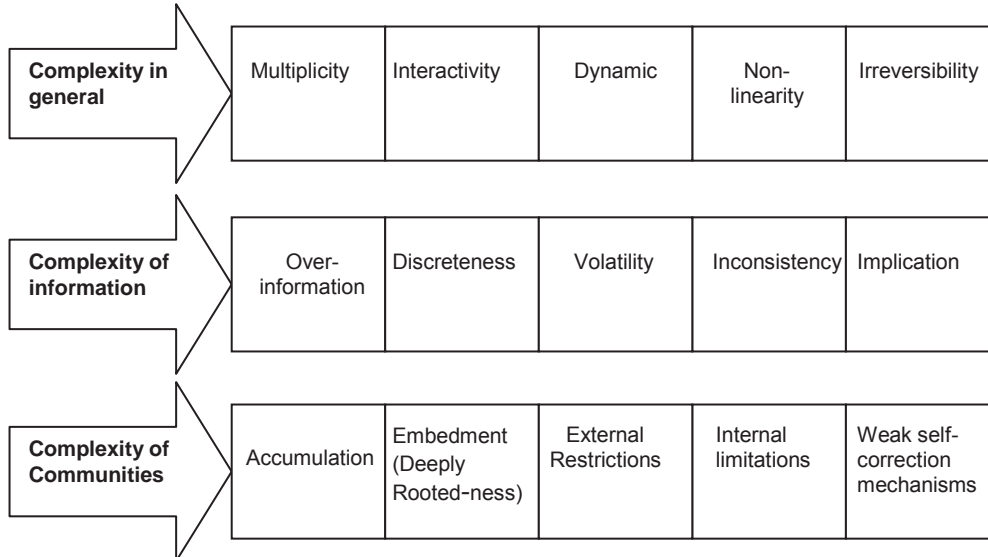 Complexity in
general
Multiplicity
Interactivity
Dynamic
Non-
linearity
Irreversibility
Complexity of
information
Over-
information
Discreteness
Volatility
Inconsistency
Implication
Complexity of
Communities
Accumulation
Embedment
(Deeply
Rooted-ness)
External
Restrictions
Internal
limitations
Weak self-
correction
mechanisms